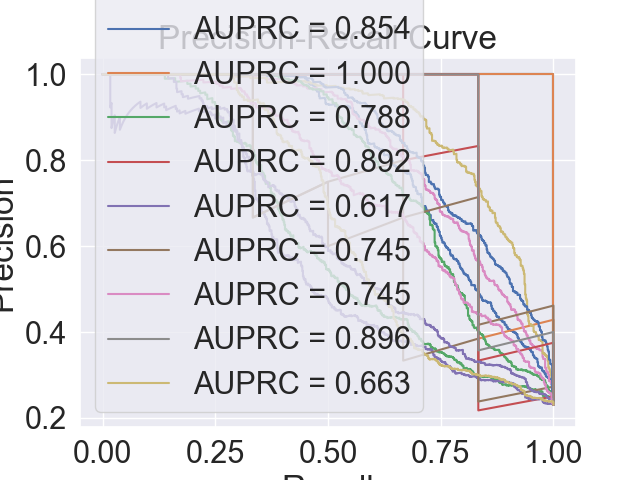 AUPRC = 0.854
Precision-Recall Curve
AUPRC = 1.000
AUPRC = 0.788
AUPRC = 0.892
AUPRC = 0.617
AUPRC = 0.745
AUPRC = 0.745
AUPRC = 0.896
AUPRC = 0.663
Precision
1.0
0.8
0.6
0.4
0.2
0.00 0.25 0.50 0.75 1.00
Recall